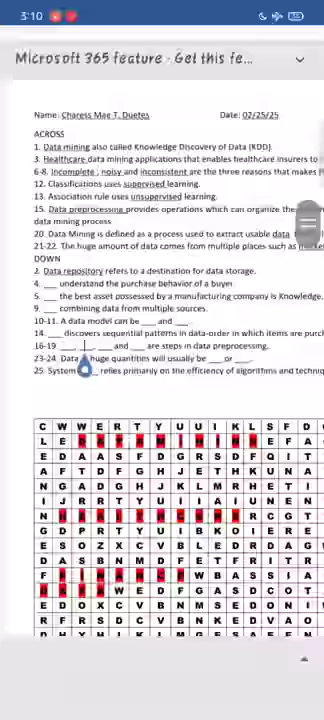 3:10
Microsoft 365 feature - Get this fe...
Name: Charess Mae T. Duetes Date: 02/25/25
ACROSS
1. Data mining also called Knowledge Discovery of Data (KDD).
3. Healthcare data mining applications that enables healthcare insurers to
6-8. Incomplete, noisy and inconsistent are the three reasons that makes
12. Classifications uses supervised learning.
13. Association rule uses unsupervised learning.
15. Data preprocessing provides operations which can organize the
data mining process
20. Data Mining is defined as a process used to extract usable data
21-22. The huge amount of data comes from multiple places such as
DOWN
2. Data repository refers to a destination for data storage.
4. ___ understand the purchase behavior of a buyer
5. ___ the best asset possessed by a manufacturing company is Knowledge.
9. ___ combining data from multiple sources.
10-11. A data model can be ___ and ___.
14. ___ discovers sequential patterns in data-order in which items are purch
16-19. ___, ___, ___ and ___ are steps in data preprocessing.
23-24. Data huge quantities will usually be ___ or ___.
25. System ___ relies primarily on the efficiency of algorithms and techniq
C W W E R T Y U U I K L S F D
L E D A T A M I N I N N E F A
E D A A S F D G R S D F Q I T
A F T D F G H J E T H K U N A
N G A D G H J K L M R H E T I
I J R R T Y U I I A I U N E N
N H E A L T H C A R E R C G T
G D P R T Y U I B K O I E R E
E S O Z X C V B L E D R D A G
D A S B N M D F E T F R I T R
F F I N A N C E W B A S S I A
D A T A W E D F G A S D C O T
E D O X C V B N M S E D O N I
R F R S D C V B N K E D V A O